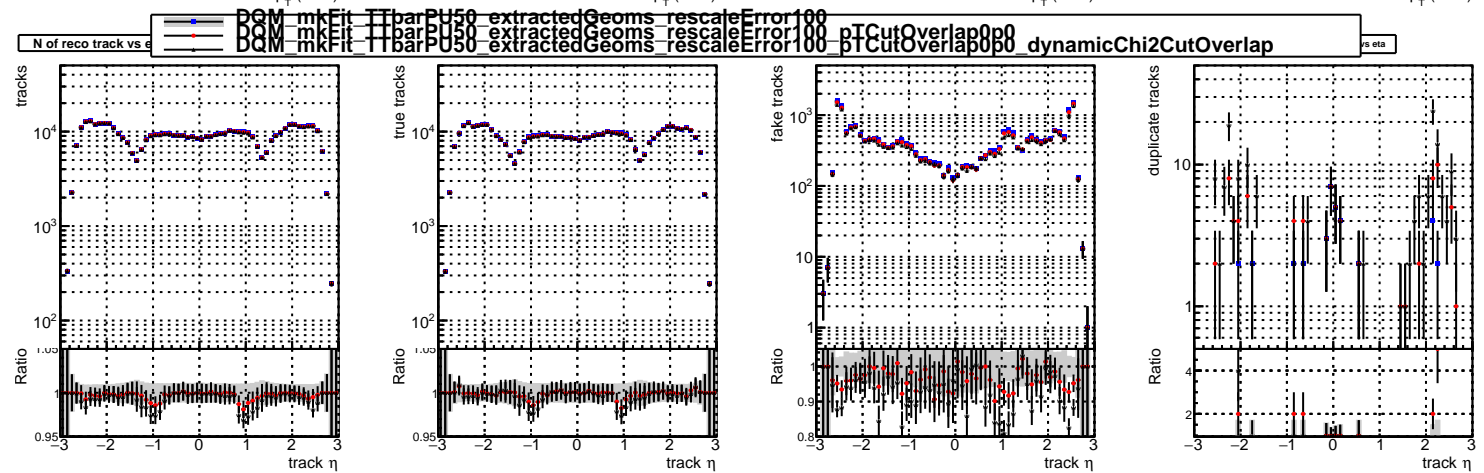 DQM_mkFit_TTbarPU50_extractedGeoms_rescaleError100
DQM_mkFit_TTbarPU50_extractedGeoms_rescaleError100_pTCutOverlap0p0
DQM_mkFit_TTbarPU50_extractedGeoms_rescaleError100_pTCutOverlap0p0_dynamicChi2CutOverlap
N of reco track vs e
vs eta
tracks
10⁴
10³
10²
Ratio
1.05
1
0.95
−3 −2 −1 0 1 2 3
track η
true tracks
10⁴
10³
10²
Ratio
1
0.95
−3 −2 −1 0 1 2 3
track η
fake tracks
10³
10²
10
1
Ratio
1
0.9
0.8
−3 −2 −1 0 1 2 3
track η
duplicate tracks
10
1
Ratio
4
2
−3 −2 −1 0 1 2 3
track η